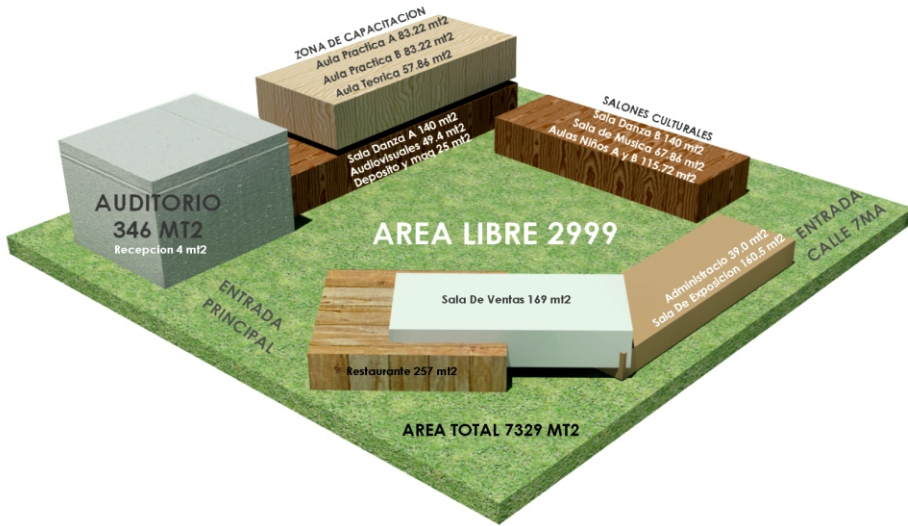 ZONA DE CAPACITACION
Aula Practica A 83.22 mt2
Aula Practica B 83.22 mt2
Aula Teorica 57.86 mt2
Sala Danza A 140 mt2
Audiovisuales 49.4 mt2
Deposito y maq 25 mt2
SALONES CULTURALES
Sala Danza B 140 mt2
Sala de Musica 67.86 mt2
Aulas Niños A y B 115.72 mt2
AUDITORIO
346 MT2
Recepcion 4 mt2
AREA LIBRE 2999
ENTRADA
CALLE 7MA
ENTRADA
PRINCIPAL
Administracio 39.0 mt2
Sala De Exposicion 160.5 mt2
Sala De Ventas 169 mt2
Restaurante 257 mt2
AREA TOTAL 7329 MT2